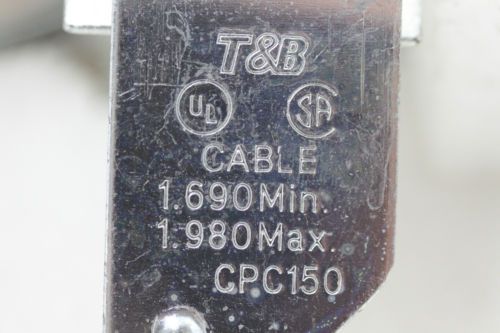 T&B
UL SA
CABLE
1.690Min.
1.980Max.
CPC150